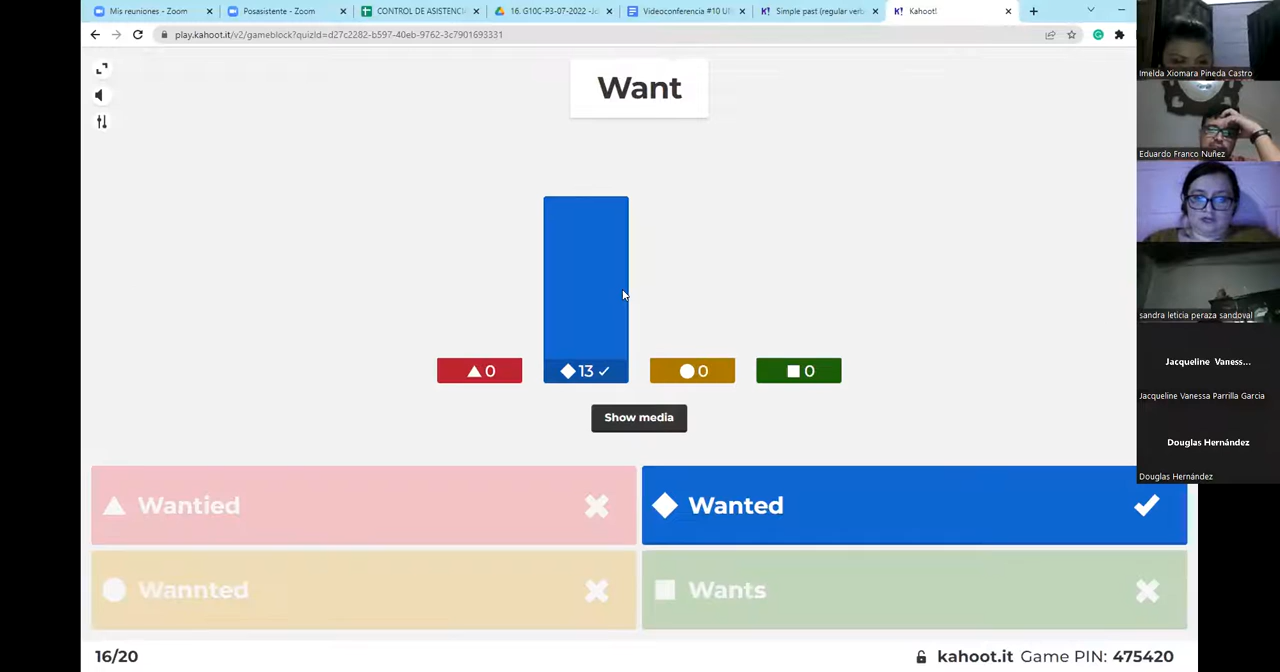 Mis reuniones - Zoom
Posasistente - Zoom
CONTROL DE ASISTENCI
16. G10C-P3-07-2022 -J
Videoconferencia #10 U
K! Simple past (regular verb
K! Kahoot!
play.kahoot.it/v2/gameblock?quizId=d27c2282-b597-40eb-9762-3c7901693331
Want
0
13
0
0
Show media
Wantied
Wanted
Wannted
Wants
16/20
kahoot.it Game PIN: 475420
Imelda Xiomara Pineda Castro
Eduardo Franco Nuñez
sandra leticia peraza sandoval
Jacqueline Vaness...
Jacqueline Vanessa Parrilla Garcia
Douglas Hernández
Douglas Hernández